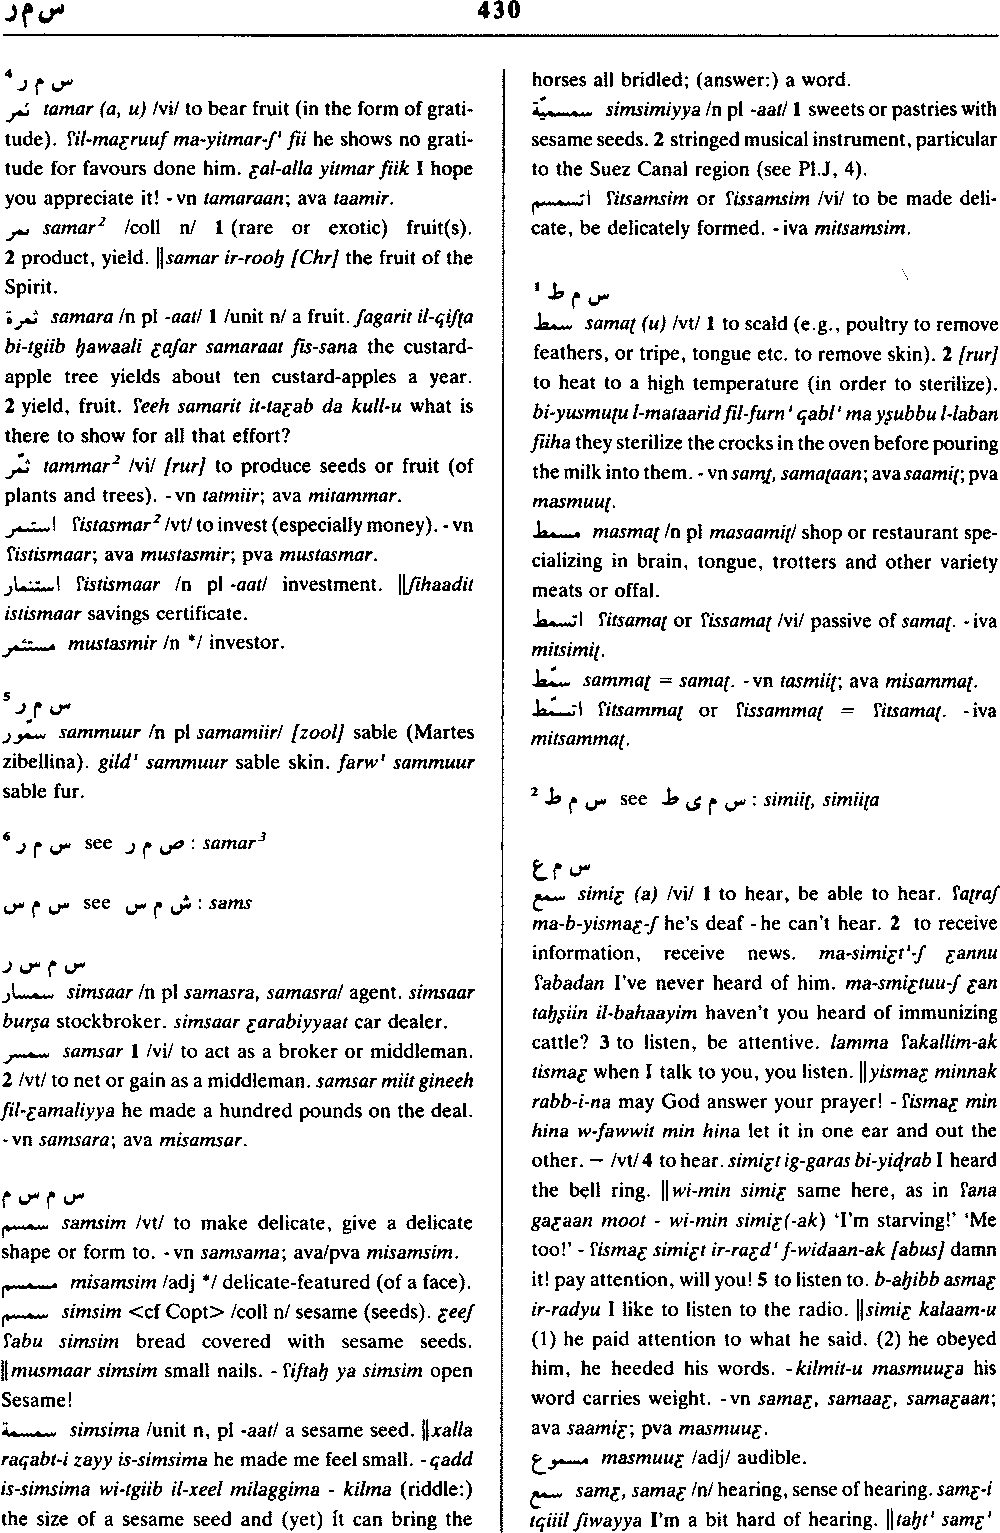 س م ر 430
س م ر ⁴
ثمر tamar (a, u) /vi/ to bear fruit (in the form of grati-
tude). ʕil-maɛruuf ma-yitmar-ʃ' fii he shows no grati-
tude for favours done him. ɛal-alla yitmar fiik I hope
you appreciate it! -vn tamaraan; ava taamir.
ثمر samar² /coll n/ 1 (rare or exotic) fruit(s).
2 product, yield. ‖samar ir-rooḥ [Chr] the fruit of the
Spirit.
ثمرة samara /n pl -aat/ 1 /unit n/ a fruit. ʃagarit il-qiʃṭa
bi-tgiib ḥawaali ɛaʃar samaraat fis-sana the custard-
apple tree yields about ten custard-apples a year.
2 yield, fruit. ʕeeh samarit it-taɛab da kull-u what is
there to show for all that effort?
ثمّر tammar² /vi/ [rur] to produce seeds or fruit (of
plants and trees). -vn tatmiir; ava mitammar.
استثمر ʕistasmar² /vt/ to invest (especially money). -vn
ʕistismaar; ava mustasmir; pva mustasmar.
استثمار ʕistismaar /n pl -aat/ investment. ‖ʃihaadit
istismaar savings certificate.
مستثمر mustasmir /n */ investor.
س م ر ⁵
سمّور sammuur /n pl samamiir/ [zool] sable (Martes
zibellina). gild' sammuur sable skin. farw' sammuur
sable fur.
س م ر ⁶ see ص م ر : samar³
س م س see ش م س : sams
س م س ر
سمسار simsaar /n pl samasra, samasra/ agent. simsaar
burṣa stockbroker. simsaar ɛarabiyyaat car dealer.
سمسر samsar 1 /vi/ to act as a broker or middleman.
2 /vt/ to net or gain as a middleman. samsar miit gineeh
fil-ɛamaliyya he made a hundred pounds on the deal.
-vn samsara; ava misamsar.
س م س م
سمسم samsim /vt/ to make delicate, give a delicate
shape or form to. -vn samsama; ava/pva misamsim.
مسمسم misamsim /adj */ delicate-featured (of a face).
سمسم simsim <cf Copt> /coll n/ sesame (seeds). ɛeeʃ
ʕabu simsim bread covered with sesame seeds.
‖musmaar simsim small nails. - ʕiftaḥ ya simsim open
Sesame!
سمسمة simsima /unit n, pl -aat/ a sesame seed. ‖xalla
raqabt-i zayy is-simsima he made me feel small. -qadd
is-simsima wi-tgiib il-xeel milaggima - kilma (riddle:)
the size of a sesame seed and (yet) ít can bring the
horses all bridled; (answer:) a word.
سمسميّة simsimiyya /n pl -aat/ 1 sweets or pastries with
sesame seeds. 2 stringed musical instrument, particular
to the Suez Canal region (see Pl.J, 4).
اتسمسم ʕitsamsim or ʕissamsim /vi/ to be made deli-
cate, be delicately formed. -iva mitsamsim.
س م ط ¹
سمط samaṭ (u) /vt/ 1 to scald (e.g., poultry to remove
feathers, or tripe, tongue etc. to remove skin). 2 [rur]
to heat to a high temperature (in order to sterilize).
bi-yusmuṭu l-mataarid fil-furn' qabl' ma yṣubbu l-laban
fiiha they sterilize the crocks in the oven before pouring
the milk into them. -vn samṭ, samaṭaan; ava saamiṭ; pva
masmuuṭ.
مسمط masmaṭ /n pl masaamiṭ/ shop or restaurant spe-
cializing in brain, tongue, trotters and other variety
meats or offal.
اتسمط ʕitsamaṭ or ʕissamaṭ /vi/ passive of samaṭ. -iva
mitsimiṭ.
سمّط sammaṭ = samaṭ. -vn tasmiiṭ; ava misammaṭ.
اتسمّط ʕitsammaṭ or ʕissammaṭ = ʕitsamaṭ. -iva
mitsammaṭ.
س م ط ² see س م ى ط : simiiṭ, simiiṭa
س م ع
سمع simiɛ (a) /vi/ 1 to hear, be able to hear. ʕaṭraʃ
ma-b-yismaɛ-ʃ he's deaf - he can't hear. 2 to receive
information, receive news. ma-simiɛt'-ʃ ɛannu
ʕabadan I've never heard of him. ma-smiɛtuu-ʃ ɛan
taḥṣiin il-bahaayim haven't you heard of immunizing
cattle? 3 to listen, be attentive. lamma ʕakallim-ak
tismaɛ when I talk to you, you listen. ‖yismaɛ minnak
rabb-i-na may God answer your prayer! - ʕismaɛ min
hina w-fawwit min hina let it in one ear and out the
other. — /vt/ 4 to hear. simiɛt ig-garas bi-yiḍrab I heard
the bell ring. ‖wi-min simiɛ same here, as in ʕana
gaɛaan moot - wi-min simiɛ(-ak) ‘I'm starving!’ ‘Me
too!’ - ʕismaɛ simiɛt ir-raɛd' f-widaan-ak [abus] damn
it! pay attention, will you! 5 to listen to. b-aḥibb asmaɛ
ir-radyu I like to listen to the radio. ‖simiɛ kalaam-u
(1) he paid attention to what he said. (2) he obeyed
him, he heeded his words. -kilmit-u masmuuɛa his
word carries weight. -vn samaɛ, samaaɛ, samaɛaan;
ava saamiɛ; pva masmuuɛ.
مسموع masmuuɛ /adj/ audible.
سمع samɛ, samaɛ /n/ hearing, sense of hearing. samɛ-i
tqiiil ʃiwayya I'm a bit hard of hearing. ‖taḥt' samɛ'